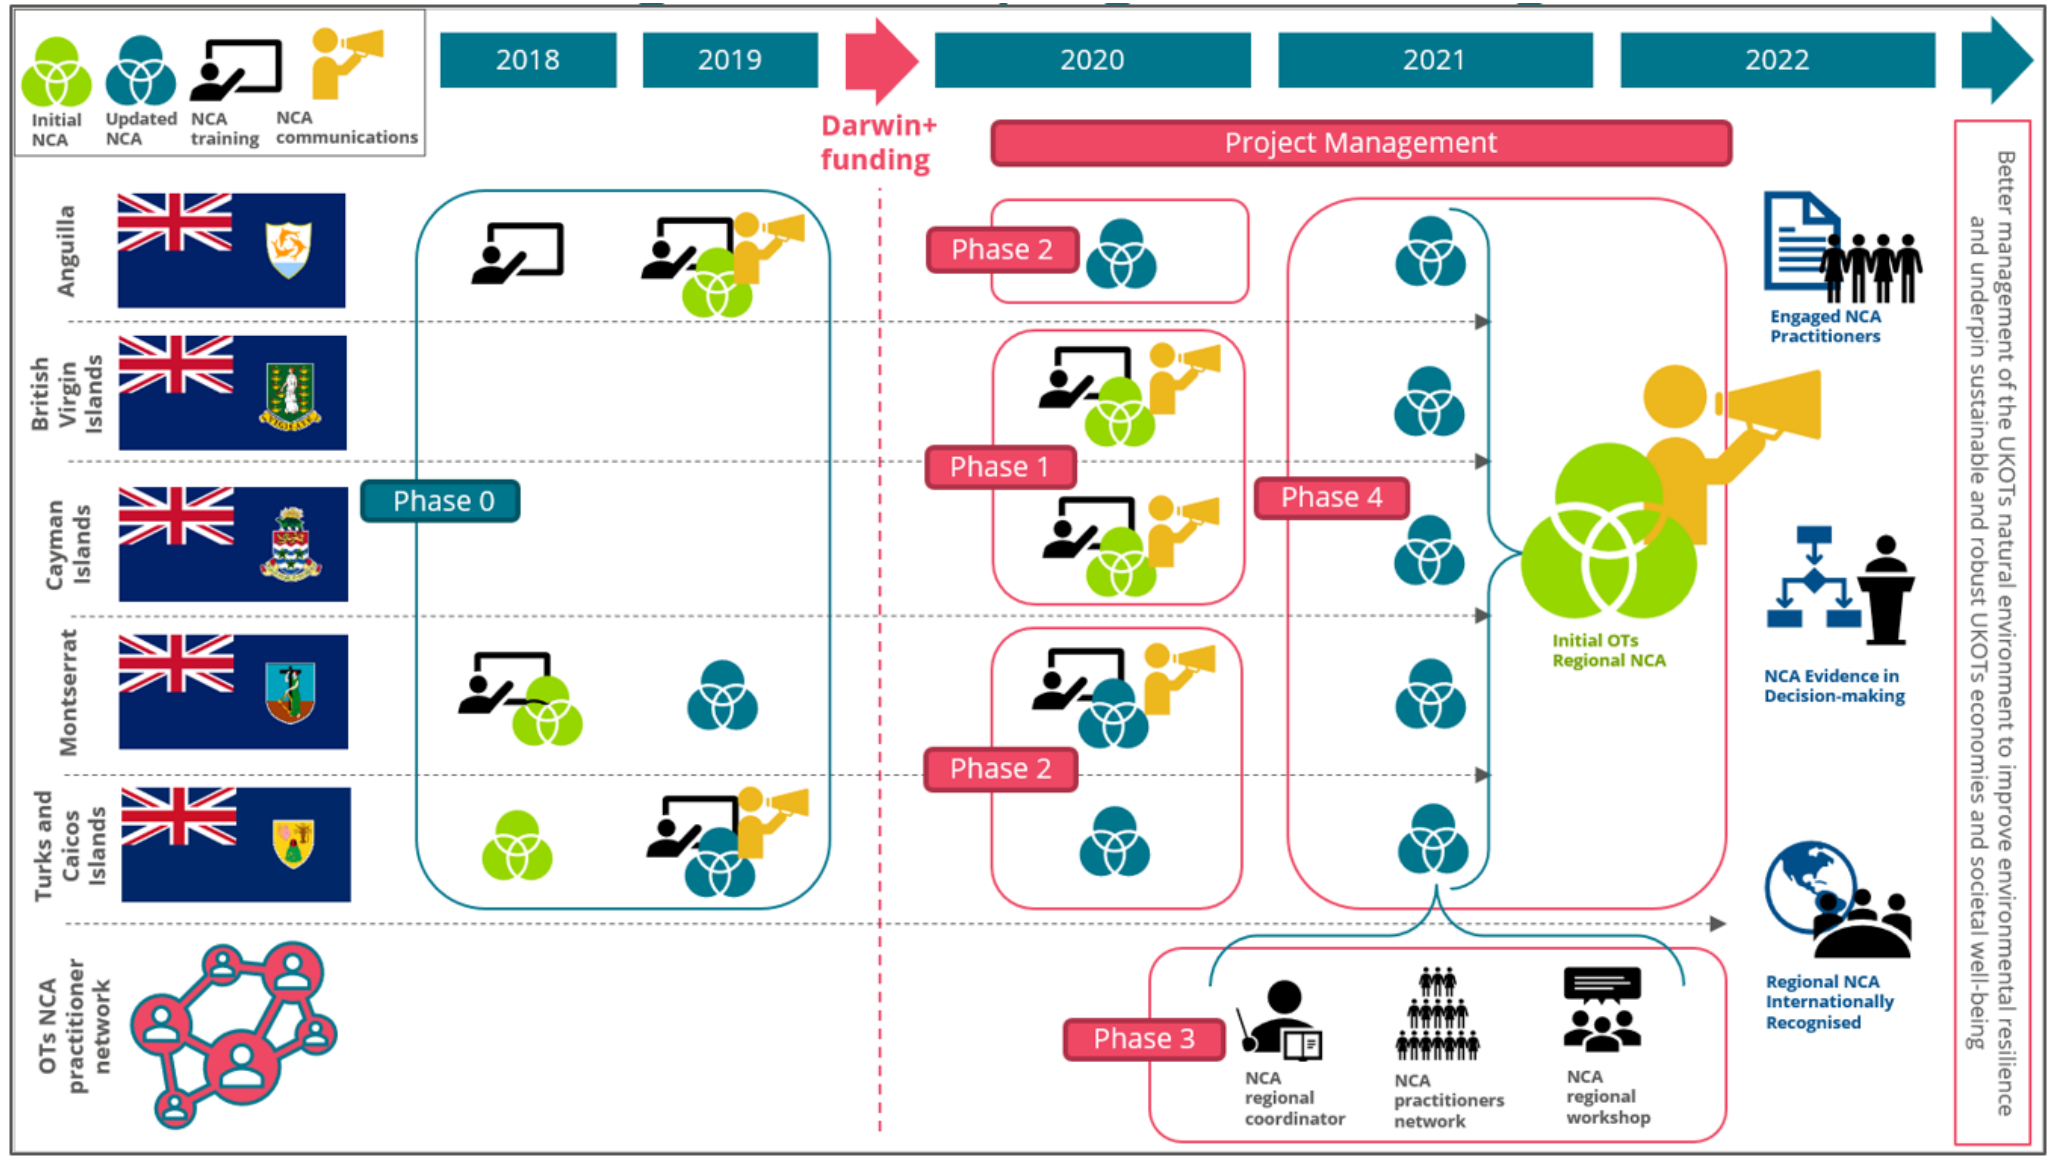 Initial
NCA
Updated
NCA
NCA
training
NCA
communications
2018
2019
Darwin+
funding
2020
2021
2022
Project Management
Anguilla
British
Virgin
Islands
Cayman
Islands
Montserrat
Turks and
Caicos
Islands
OTs NCA
practitioner
network
Phase 0
Phase 2
Phase 1
Phase 2
Phase 4
Initial OTs
Regional NCA
Phase 3
NCA
regional
coordinator
NCA
practitioners
network
NCA
regional
workshop
Engaged NCA
Practitioners
NCA Evidence in
Decision-making
Regional NCA
Internationally
Recognised
Better management of the UKOTs natural environment to improve environmental resilience
and underpin sustainable and robust UKOTs economies and societal well-being